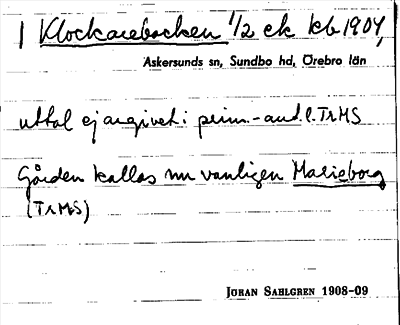 1 Klockarebacken 1/2 ek kb 1904,
Askersunds sn, Sundbo hd, Örebro län
uttal ej angivet i prim.-aud. l. TrMS
Gården kallas nu vanligen Marieborg
(TrMS)
JOHAN SAHLGREN 1908-09